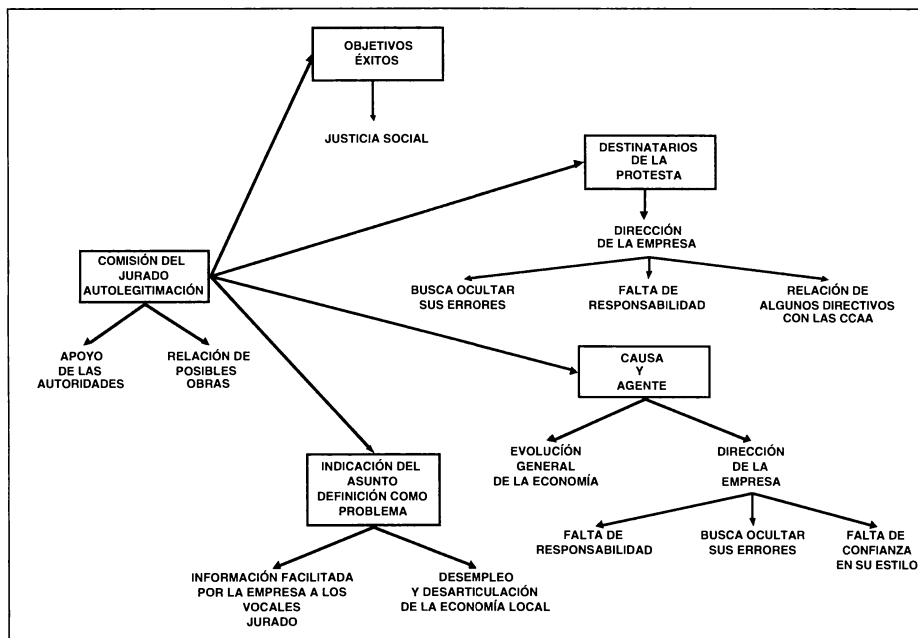 OBJETIVOS
ÉXITOS
JUSTICIA SOCIAL
DESTINATARIOS
DE LA
PROTESTA
DIRECCIÓN
DE LA EMPRESA
BUSCA OCULTAR
SUS ERRORES
FALTA DE
RESPONSABILIDAD
RELACIÓN DE
ALGUNOS DIRECTIVOS
CON LAS CCAA
COMISIÓN DEL
JURADO
AUTOLEGITIMACIÓN
APOYO
DE LAS
AUTORIDADES
RELACIÓN DE
POSIBLES
OBRAS
CAUSA
Y
AGENTE
EVOLUCÍÓN
GENERAL
DE LA ECONOMÍA
DIRECCIÓN
DE LA
EMPRESA
FALTA DE
RESPONSABILIDAD
BUSCA OCULTAR
SUS ERRORES
FALTA DE
CONFIANZA
EN SU ESTILO
INDICACIÓN DEL
ASUNTO
DEFINICIÓN COMO
PROBLEMA
INFORMACIÓN FACILITADA
POR LA EMPRESA A LOS
VOCALES
JURADO
DESEMPLEO
Y DESARTICULACIÓN
DE LA ECONOMÍA LOCAL